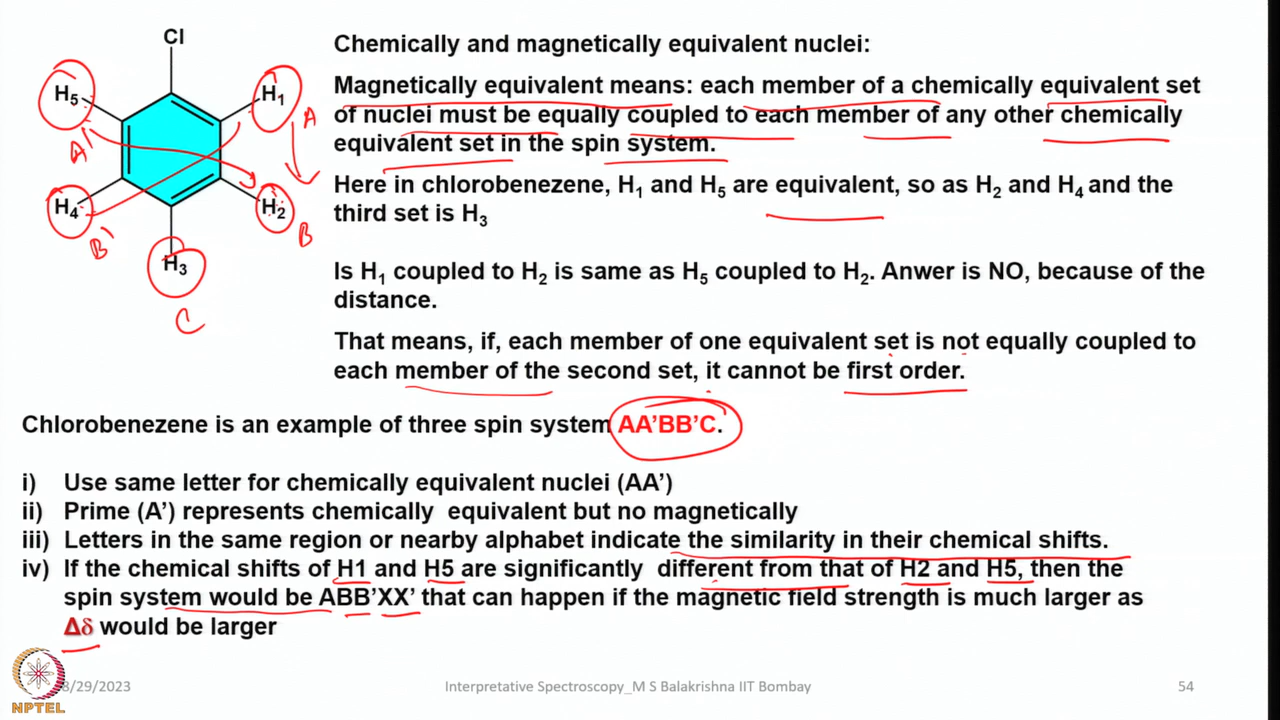 Cl
Chemically and magnetically equivalent nuclei:
H5
H1
Magnetically equivalent means: each member of a chemically equivalent set
A
of nuclei must be equally coupled to each member of any other chemically
A'
equivalent set in the spin system.
H4
H2
Here in chlorobenezene, H1 and H5 are equivalent, so as H2 and H4 and the
third set is H3
B'
B
H3
C
Is H1 coupled to H2 is same as H5 coupled to H2. Anwer is NO, because of the
distance.
That means, if, each member of one equivalent set is not equally coupled to
each member of the second set, it cannot be first order.
Chlorobenezene is an example of three spin system AA’BB’C.
i) Use same letter for chemically equivalent nuclei (AA’)
ii) Prime (A’) represents chemically equivalent but no magnetically
iii) Letters in the same region or nearby alphabet indicate the similarity in their chemical shifts.
iv) If the chemical shifts of H1 and H5 are significantly different from that of H2 and H5, then the
spin system would be ABB’XX’ that can happen if the magnetic field strength is much larger as
Δδ would be larger
8/29/2023
Interpretative Spectroscopy_M S Balakrishna IIT Bombay
54
NPTEL